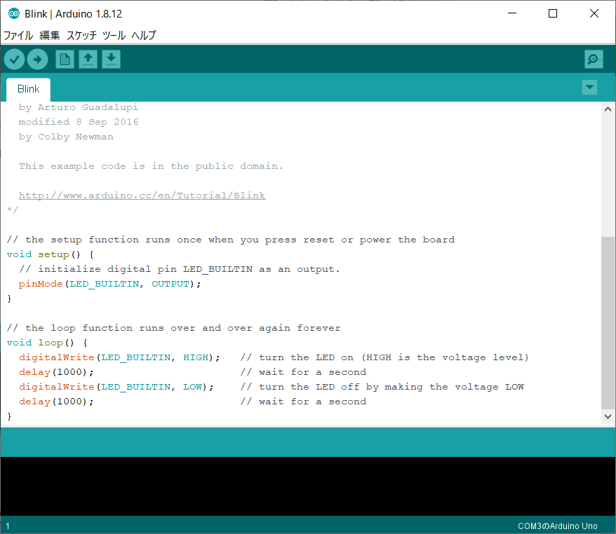 Blink | Arduino 1.8.12
ファイル 編集 スケッチ ツール ヘルプ
Blink
by Arturo Guadalupi
modified 8 Sep 2016
by Colby Newman
This example code is in the public domain.
http://www.arduino.cc/en/Tutorial/Blink
*/
// the setup function runs once when you press reset or power the board
void setup() {
// initialize digital pin LED_BUILTIN as an output.
pinMode(LED_BUILTIN, OUTPUT);
}
// the loop function runs over and over again forever
void loop() {
digitalWrite(LED_BUILTIN, HIGH);   // turn the LED on (HIGH is the voltage level)
delay(1000);                       // wait for a second
digitalWrite(LED_BUILTIN, LOW);    // turn the LED off by making the voltage LOW
delay(1000);                       // wait for a second
}
1
COM3のArduino Uno